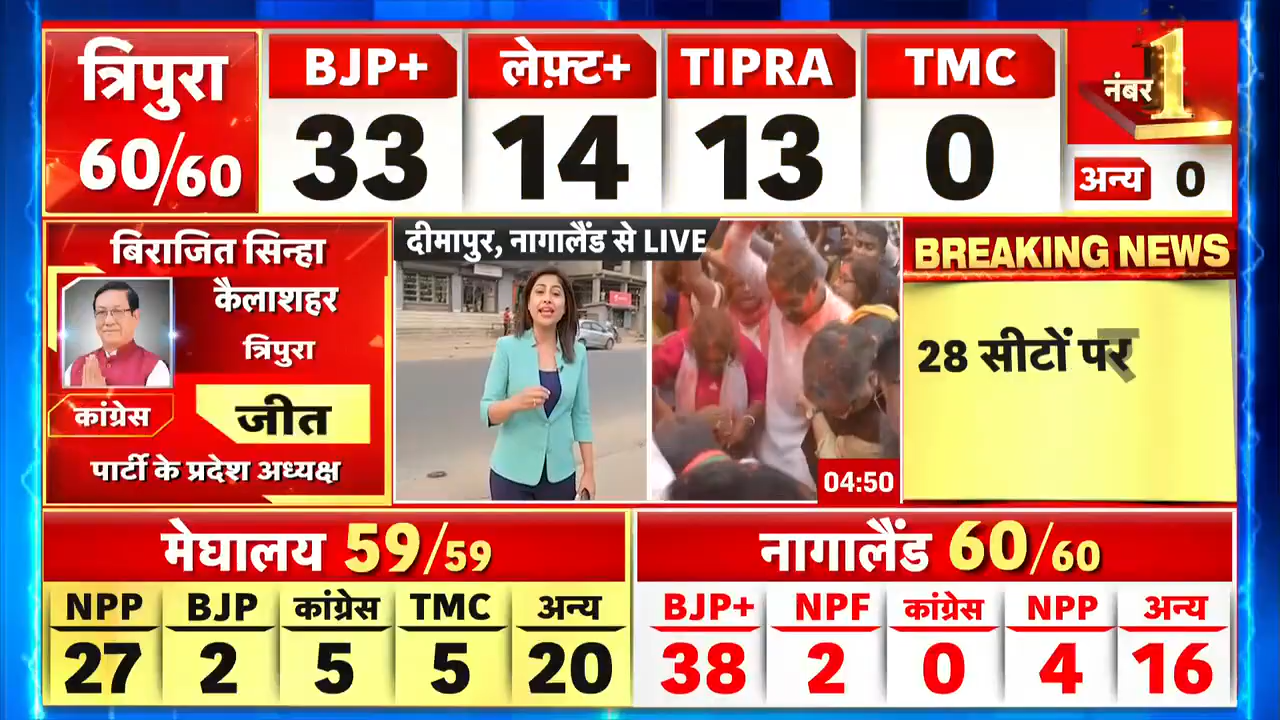 त्रिपुरा
60/60
BJP+
33
लेफ़्ट+
14
TIPRA
13
TMC
0
नंबर 1
अन्य 0
बिराजित सिन्हा
कैलाशहर
त्रिपुरा
कांग्रेस
जीत
पार्टी के प्रदेश अध्यक्ष
दीमापुर, नागालैंड से LIVE
04:50
BREAKING NEWS
28 सीटों पर
मेघालय 59/59
NPP BJP कांग्रेस TMC अन्य
27 2 5 5 20
नागालैंड 60/60
BJP+ NPF कांग्रेस NPP अन्य
38 2 0 4 16